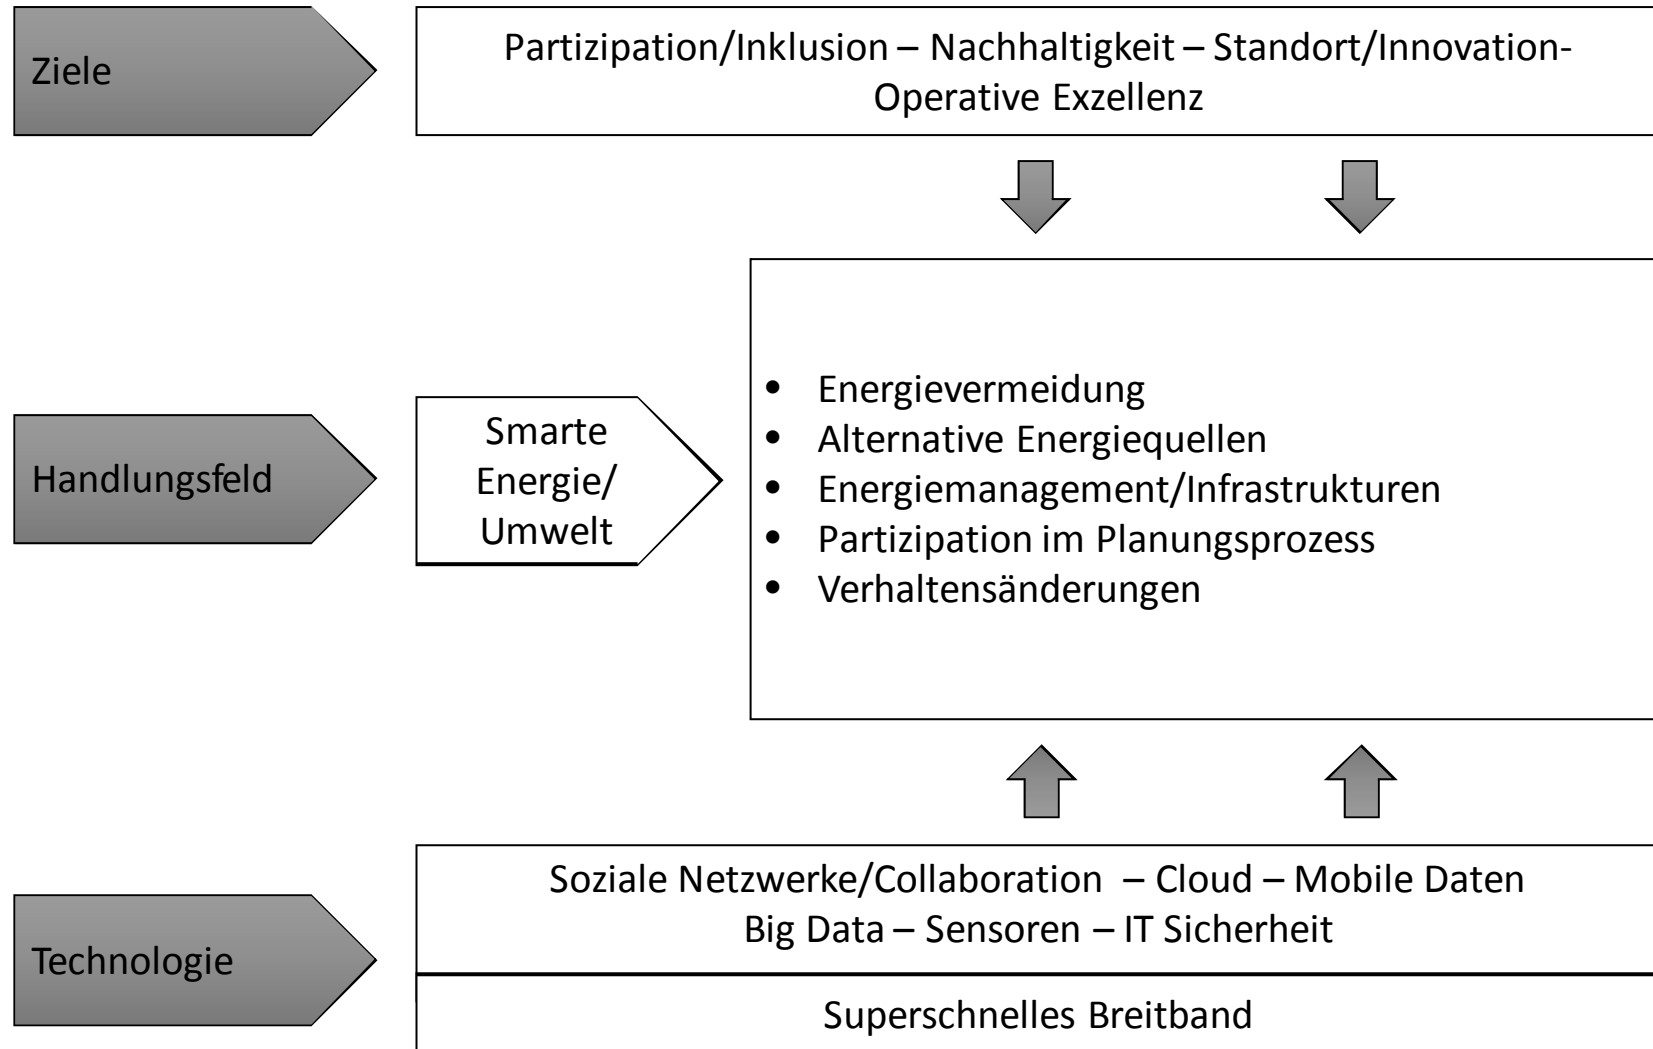 Ziele
Partizipation/Inklusion – Nachhaltigkeit – Standort/Innovation-
Operative Exzellenz
Handlungsfeld
Smarte
Energie/
Umwelt
• Energievermeidung
• Alternative Energiequellen
• Energiemanagement/Infrastrukturen
• Partizipation im Planungsprozess
• Verhaltensänderungen
Technologie
Soziale Netzwerke/Collaboration – Cloud – Mobile Daten
Big Data – Sensoren – IT Sicherheit
Superschnelles Breitband